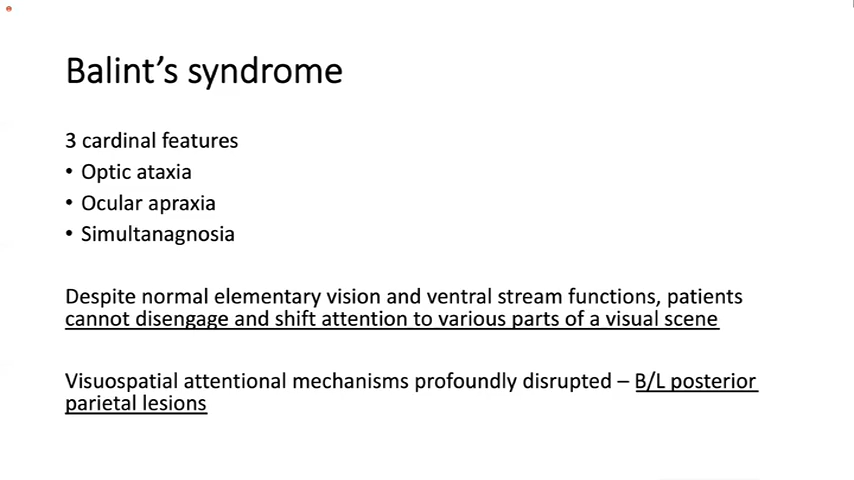 Balint’s syndrome
3 cardinal features
• Optic ataxia
• Ocular apraxia
• Simultanagnosia
Despite normal elementary vision and ventral stream functions, patients
cannot disengage and shift attention to various parts of a visual scene
Visuospatial attentional mechanisms profoundly disrupted – B/L posterior
parietal lesions